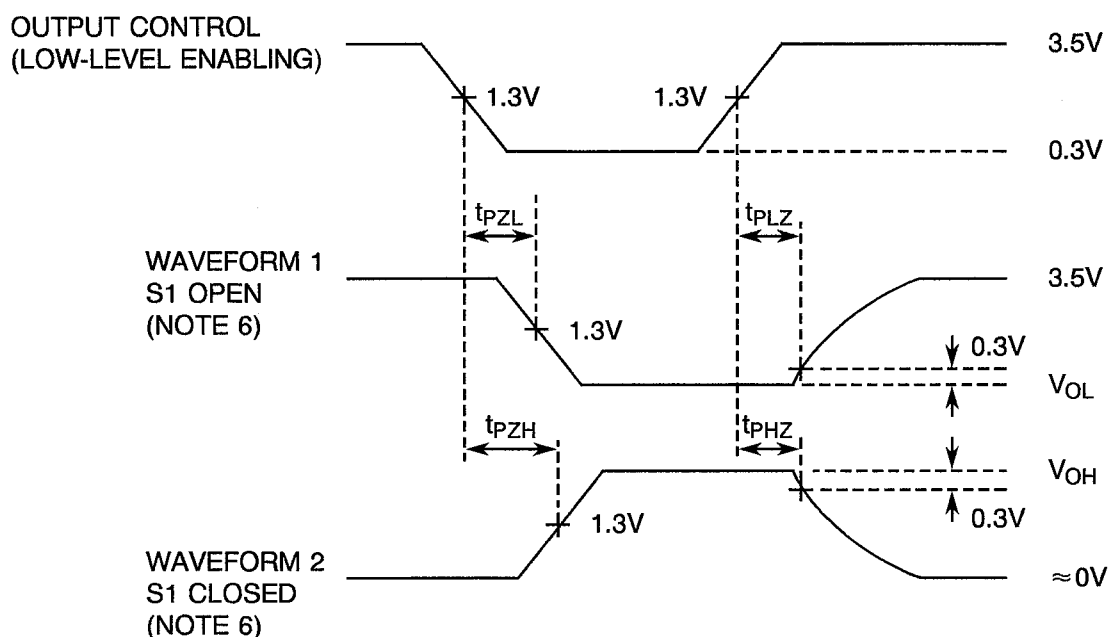 OUTPUT CONTROL
(LOW-LEVEL ENABLING)
3.5V
1.3V
1.3V
0.3V
tPZL
tPLZ
WAVEFORM 1
S1 OPEN
(NOTE 6)
3.5V
1.3V
0.3V
VOL
tPZH
tPHZ
VOH
1.3V
0.3V
WAVEFORM 2
S1 CLOSED
(NOTE 6)
≈0V